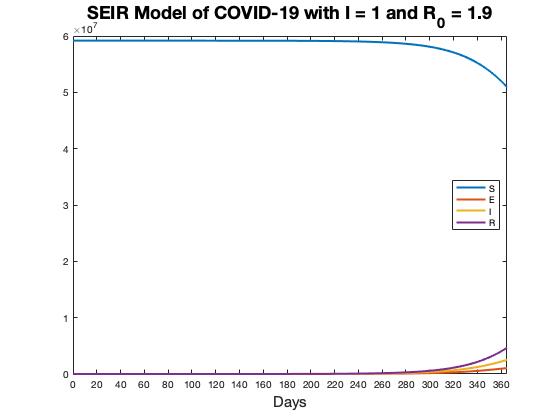 SEIR Model of COVID-19 with I = 1 and R₀ = 1.9
×10⁷
6
5
4
3
2
1
0
S
E
I
R
0 20 40 60 80 100 120 140 160 180 200 220 240 260 280 300 320 340 360
Days